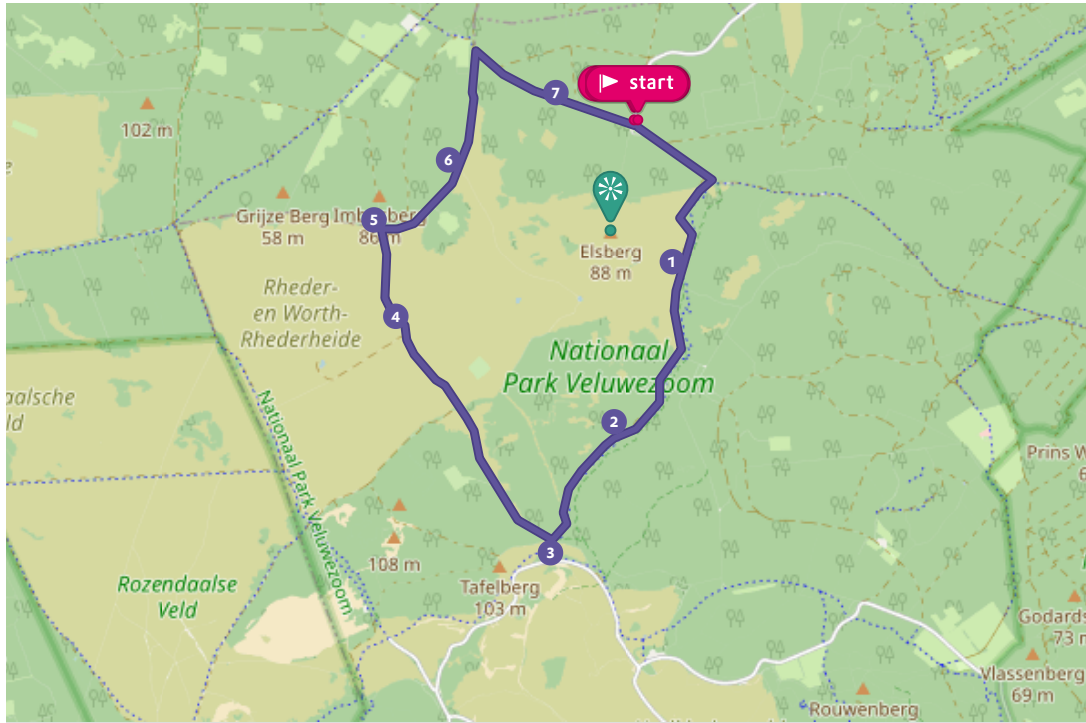 start
7
102 m
6
5
Grijze Berg
58 m
Imbosberg
86 m
Elsberg
88 m
1
Rheder-
en Worth-
Rhederheide
4
Nationaal
Park Veluwezoom
2
aalsche
ld
Nationaal Park Veluwezoom
Prins W
3
108 m
Tafelberg
103 m
Rozendaalse
Veld
Godards
73 m
Vlassenberg
69 m
Rouwenberg